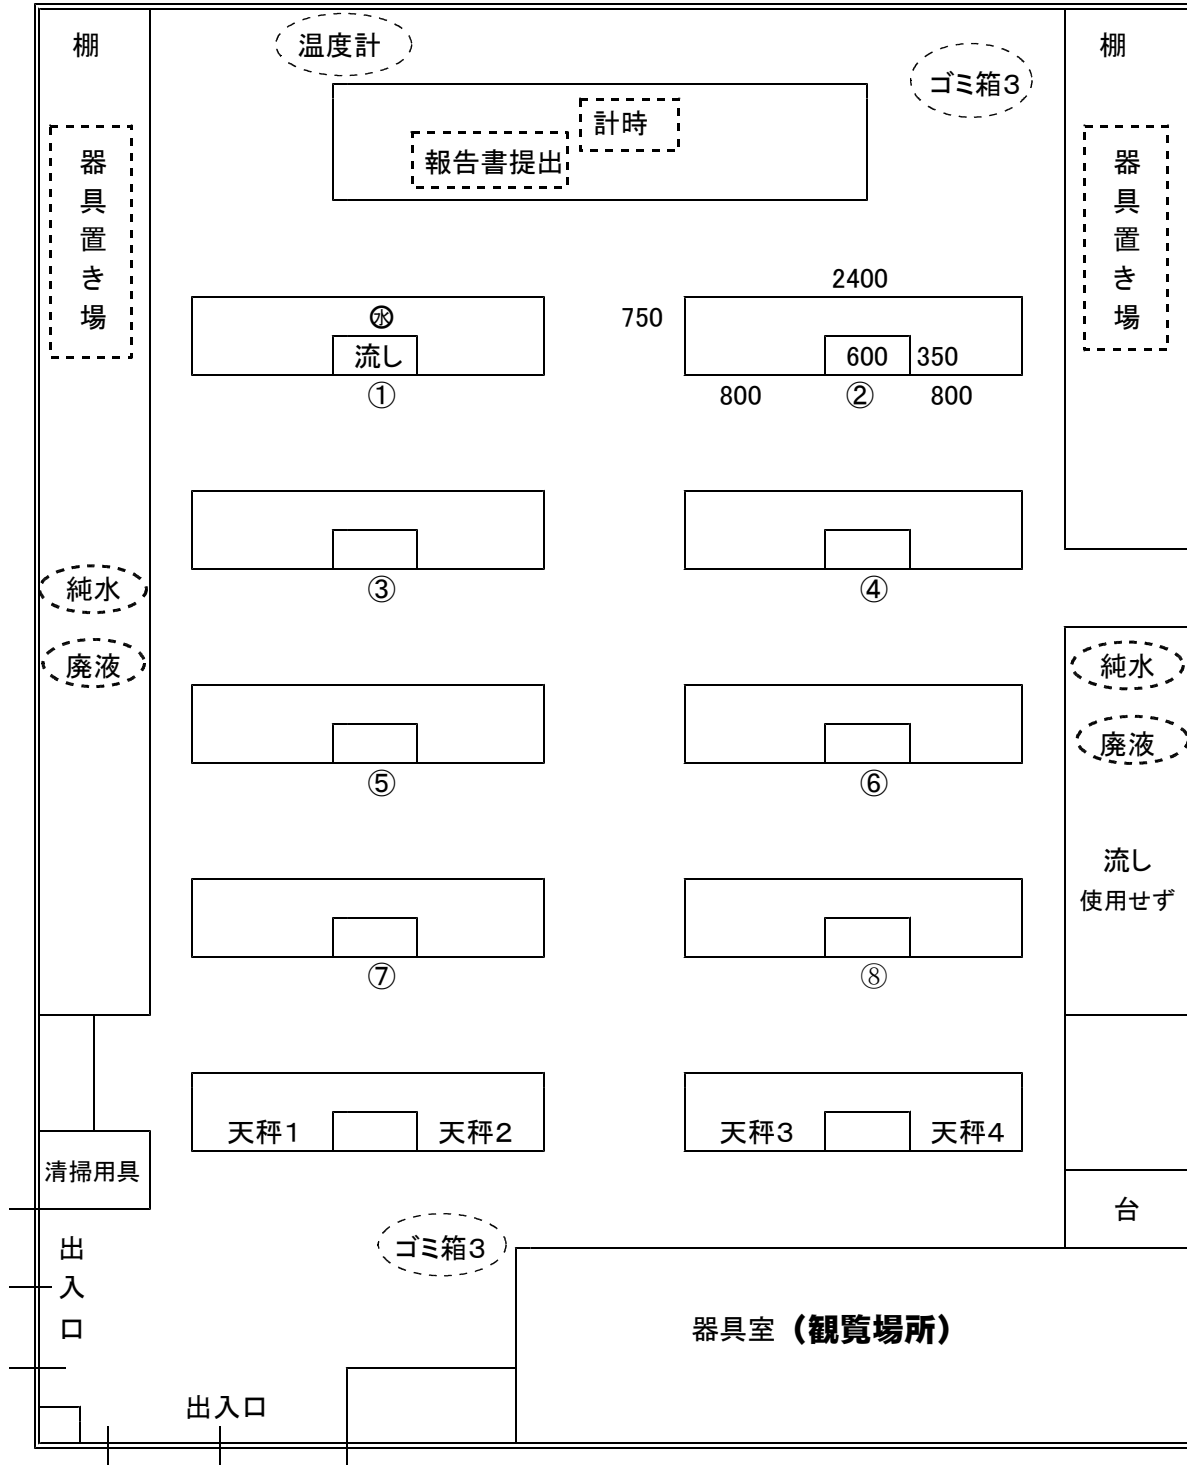 棚
温度計
ゴミ箱3
棚
計時
報告書提出
器具置き場
器具置き場
2400
750
㊌
流し
600
350
①
800
②
800
③
④
純水
廃液
純水
廃液
⑤
⑥
流し
使用せず
⑦
⑧
天秤1
天秤2
天秤3
天秤4
清掃用具
台
出入口
ゴミ箱3
器具室（観覧場所）
出入口